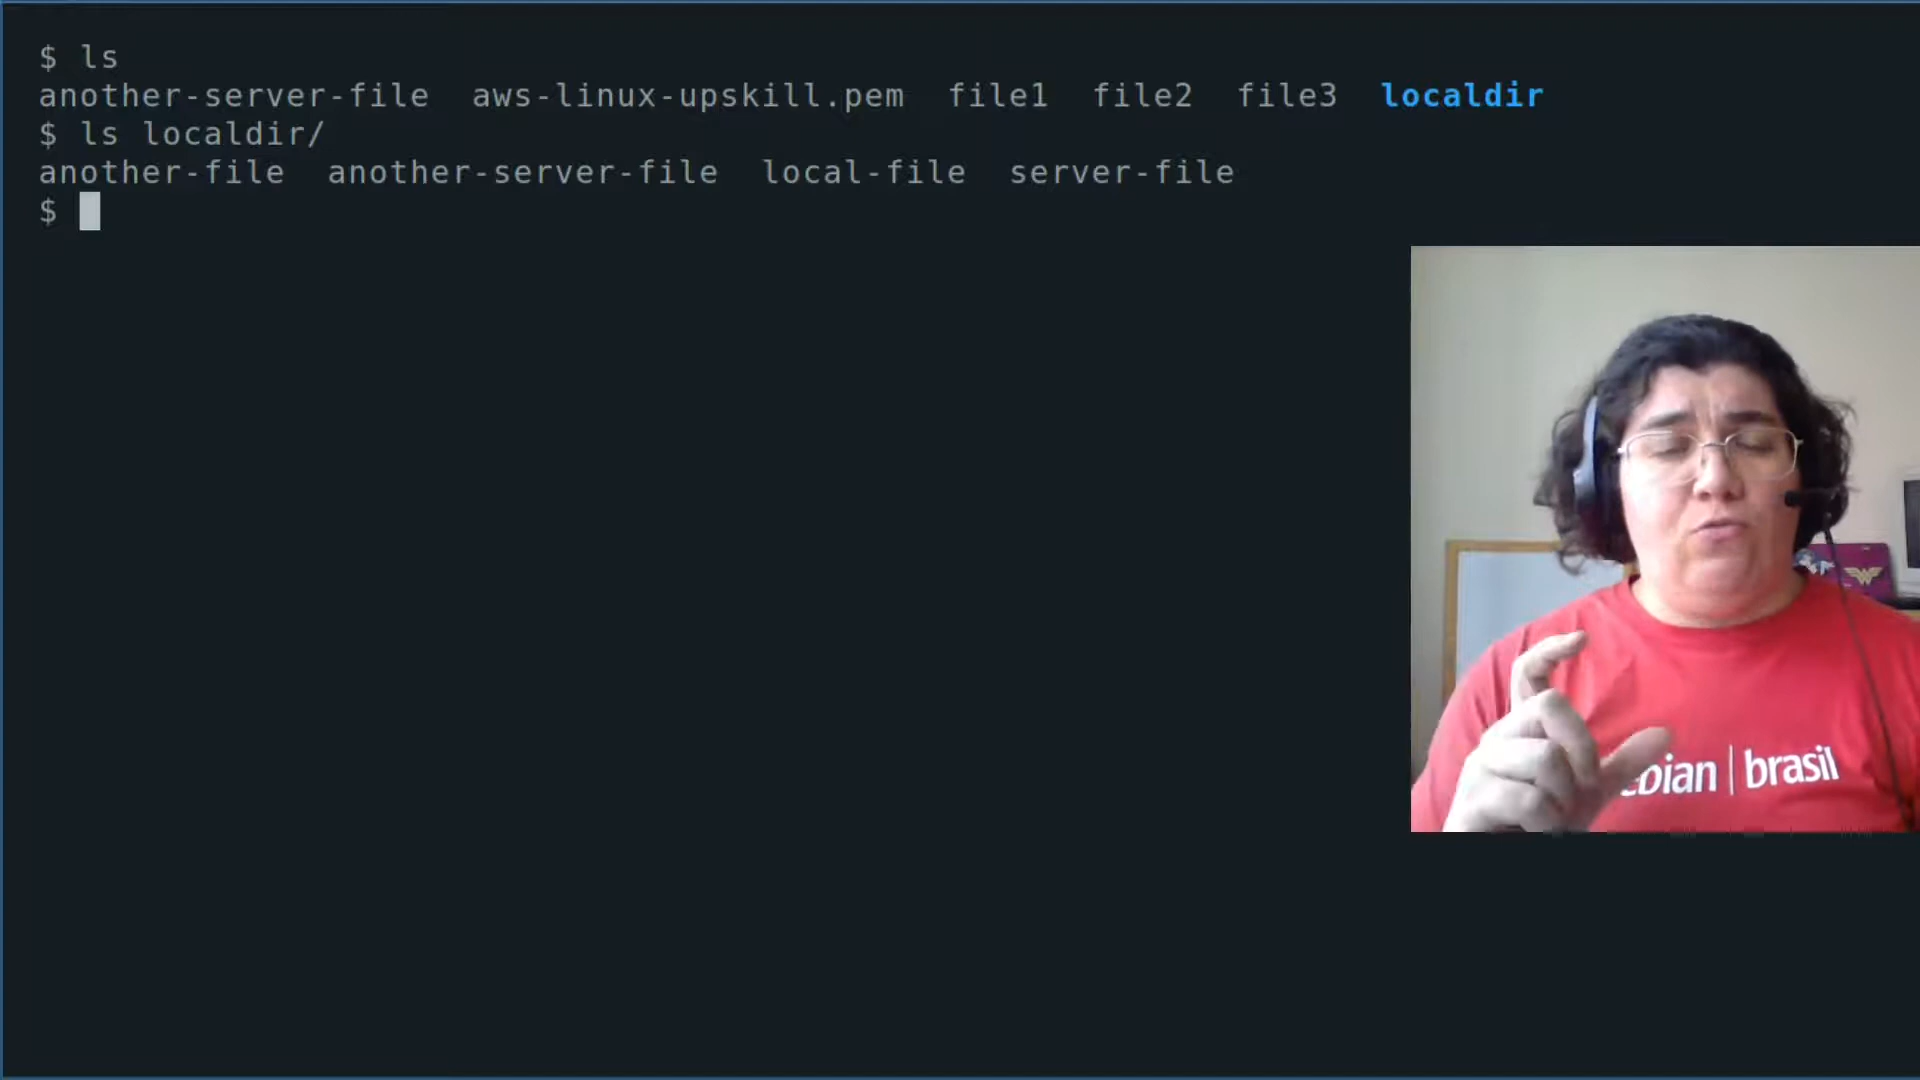 $ ls
another-server-file aws-linux-upskill.pem file1 file2 file3 localdir
$ ls localdir/
another-file another-server-file local-file server-file
$
ebian | brasil